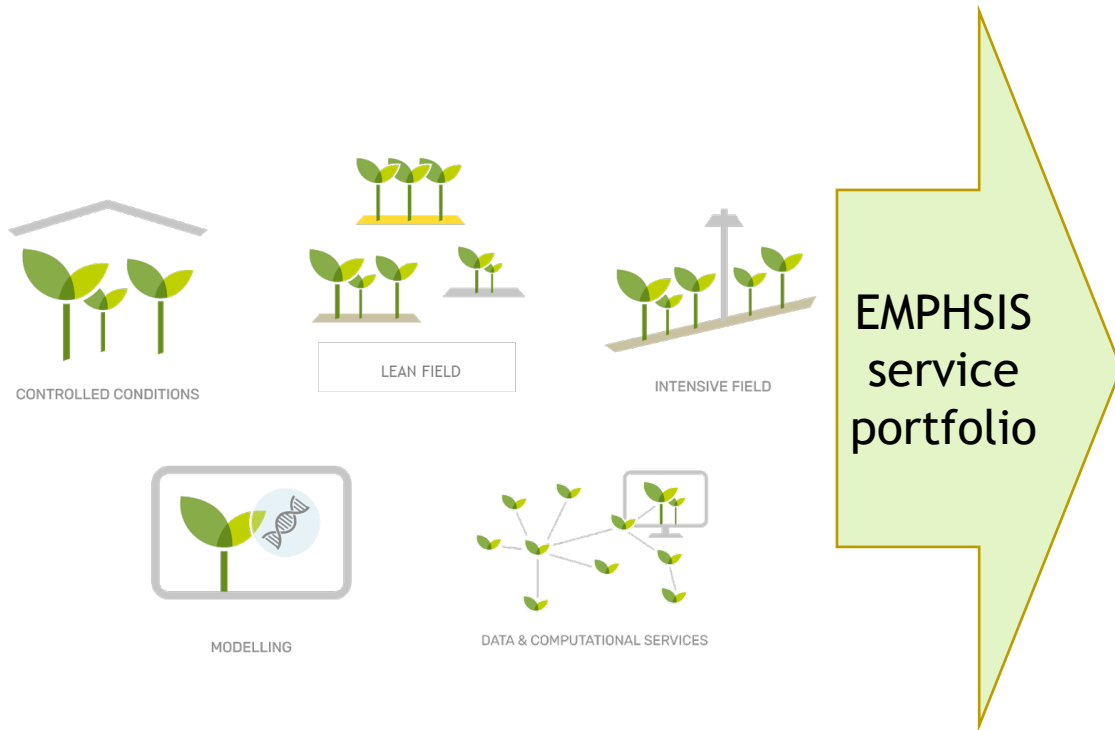 LEAN FIELD
CONTROLLED CONDITIONS
INTENSIVE FIELD
EMPHSIS
service
portfolio
MODELLING
DATA & COMPUTATIONAL SERVICES